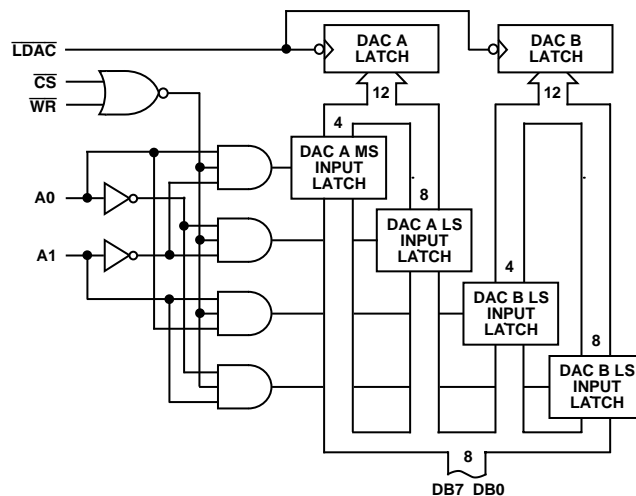 LDAC
DAC A
LATCH
DAC B
LATCH
CS
WR
12
12
4
DAC A MS
INPUT
LATCH
A0
8
DAC A LS
INPUT
LATCH
A1
4
DAC B LS
INPUT
LATCH
8
DAC B LS
INPUT
LATCH
8
DB7 DB0